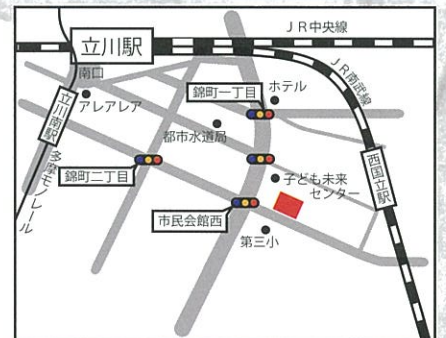 JR中央線
立川駅
南口
JR南武線
アレアレア
ホテル
錦町一丁目
立川南駅
都市水道局
多摩モノレール
錦町二丁目
子ども未来
センター
西国立駅
市民会館西
第三小